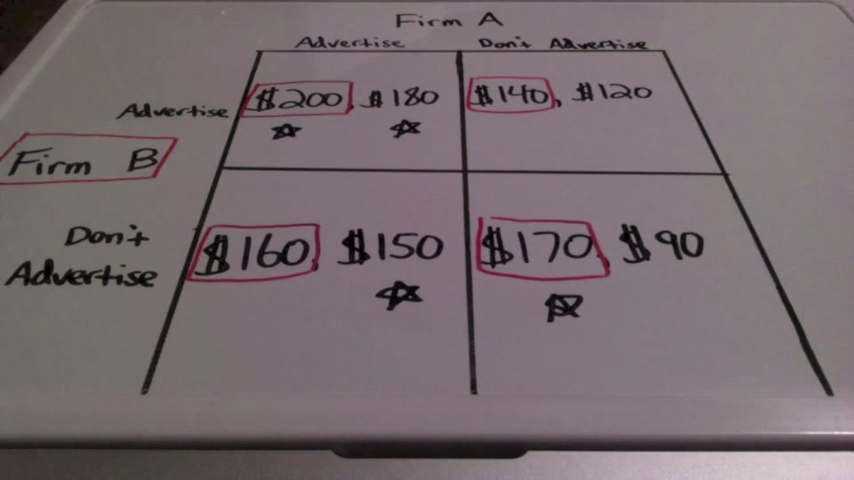 Firm A
Advertise Don't Advertise
Advertise $200, $180 $140, $120
Firm B
Don't Advertise $160, $150 $170, $90